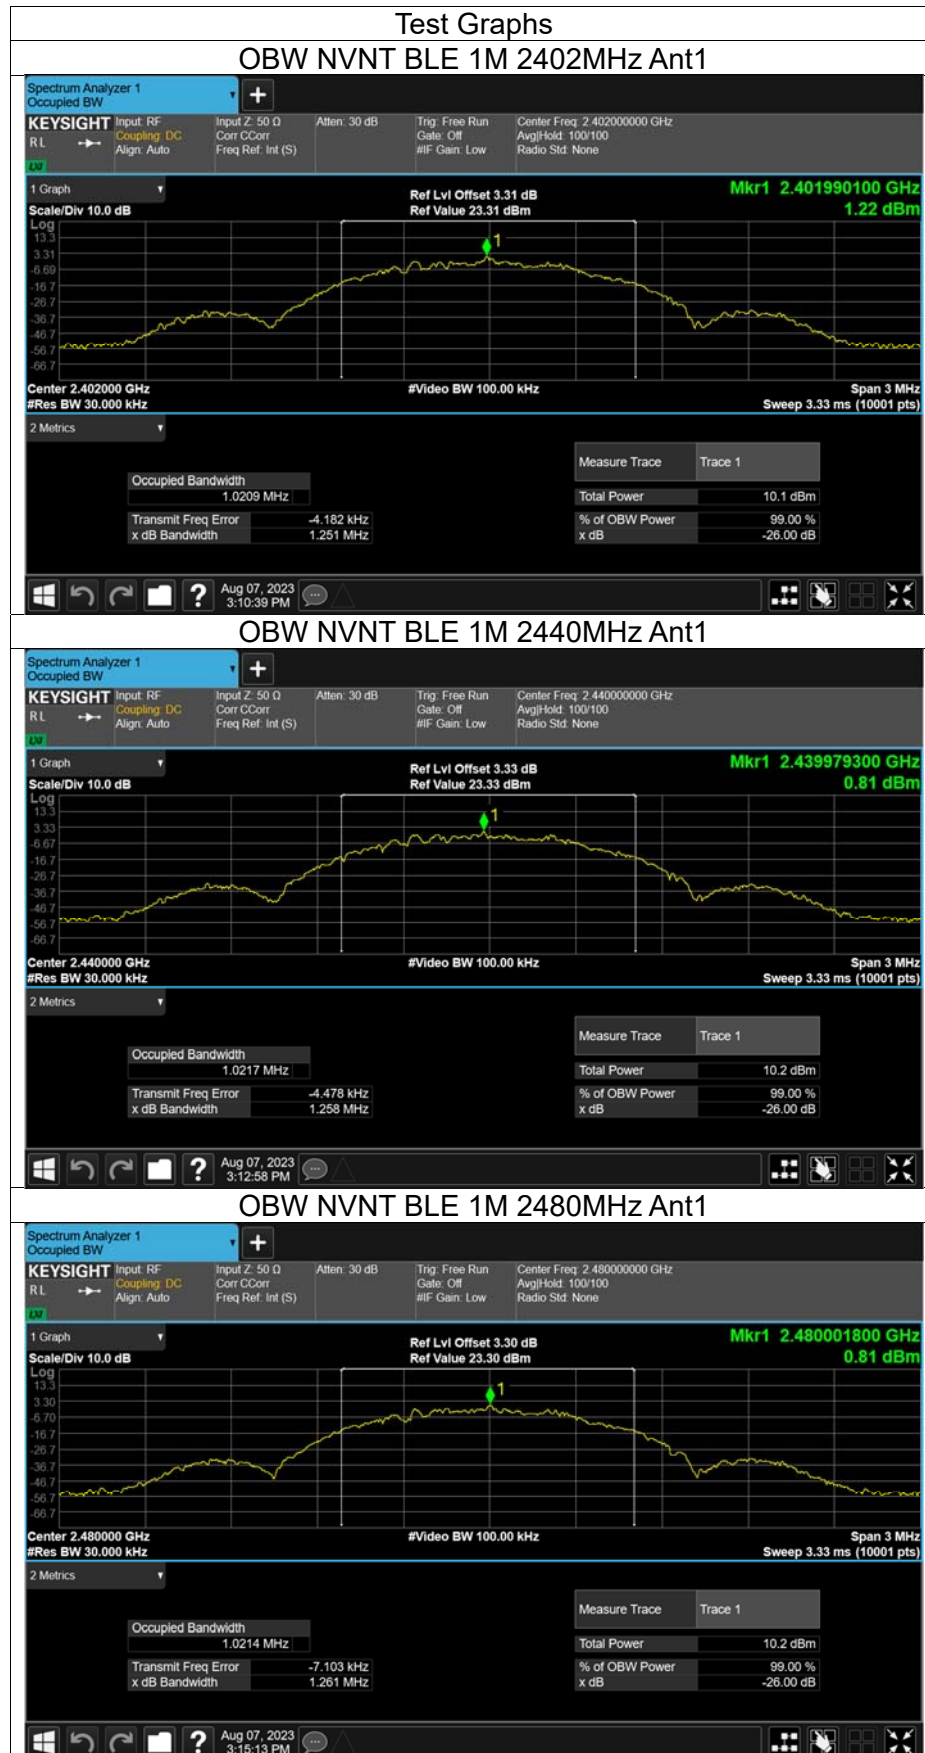 Test Graphs
OBW NVNT BLE 1M 2402MHz Ant1
Spectrum Analyzer 1
Occupied BW
+
KEYSIGHT Input: RF Input Z: 50 Ω Atten: 30 dB Trig: Free Run Center Freq: 2.402000000 GHz
RL Coupling: DC Corr CCorr Gate: Off Avg|Hold: 100/100
Align: Auto Freq Ref: Int (S) #IF Gain: Low Radio Std: None
LXI
1 Graph Ref Lvl Offset 3.31 dB Mkr1 2.401990100 GHz
Scale/Div 10.0 dB Ref Value 23.31 dBm 1.22 dBm
Log
13.3
1
3.31
-6.69
-16.7
-26.7
-36.7
-46.7
-56.7
-66.7
Center 2.402000 GHz #Video BW 100.00 kHz Span 3 MHz
#Res BW 30.000 kHz Sweep 3.33 ms (10001 pts)
2 Metrics
Measure Trace Trace 1
Occupied Bandwidth
1.0209 MHz Total Power 10.1 dBm
Transmit Freq Error -4.182 kHz % of OBW Power 99.00 %
x dB Bandwidth 1.251 MHz x dB -26.00 dB
? Aug 07, 2023
3:10:39 PM
OBW NVNT BLE 1M 2440MHz Ant1
Spectrum Analyzer 1
Occupied BW
+
KEYSIGHT Input: RF Input Z: 50 Ω Atten: 30 dB Trig: Free Run Center Freq: 2.440000000 GHz
RL Coupling: DC Corr CCorr Gate: Off Avg|Hold: 100/100
Align: Auto Freq Ref: Int (S) #IF Gain: Low Radio Std: None
LXI
1 Graph Ref Lvl Offset 3.33 dB Mkr1 2.439979300 GHz
Scale/Div 10.0 dB Ref Value 23.33 dBm 0.81 dBm
Log
13.3
1
3.33
-6.67
-16.7
-26.7
-36.7
-46.7
-56.7
-66.7
Center 2.440000 GHz #Video BW 100.00 kHz Span 3 MHz
#Res BW 30.000 kHz Sweep 3.33 ms (10001 pts)
2 Metrics
Measure Trace Trace 1
Occupied Bandwidth
1.0217 MHz Total Power 10.2 dBm
Transmit Freq Error -4.478 kHz % of OBW Power 99.00 %
x dB Bandwidth 1.258 MHz x dB -26.00 dB
? Aug 07, 2023
3:12:58 PM
OBW NVNT BLE 1M 2480MHz Ant1
Spectrum Analyzer 1
Occupied BW
+
KEYSIGHT Input: RF Input Z: 50 Ω Atten: 30 dB Trig: Free Run Center Freq: 2.480000000 GHz
RL Coupling: DC Corr CCorr Gate: Off Avg|Hold: 100/100
Align: Auto Freq Ref: Int (S) #IF Gain: Low Radio Std: None
LXI
1 Graph Ref Lvl Offset 3.30 dB Mkr1 2.480001800 GHz
Scale/Div 10.0 dB Ref Value 23.30 dBm 0.81 dBm
Log
13.3
1
3.30
-6.70
-16.7
-26.7
-36.7
-46.7
-56.7
-66.7
Center 2.480000 GHz #Video BW 100.00 kHz Span 3 MHz
#Res BW 30.000 kHz Sweep 3.33 ms (10001 pts)
2 Metrics
Measure Trace Trace 1
Occupied Bandwidth
1.0214 MHz Total Power 10.2 dBm
Transmit Freq Error -7.103 kHz % of OBW Power 99.00 %
x dB Bandwidth 1.261 MHz x dB -26.00 dB
? Aug 07, 2023
3:15:13 PM